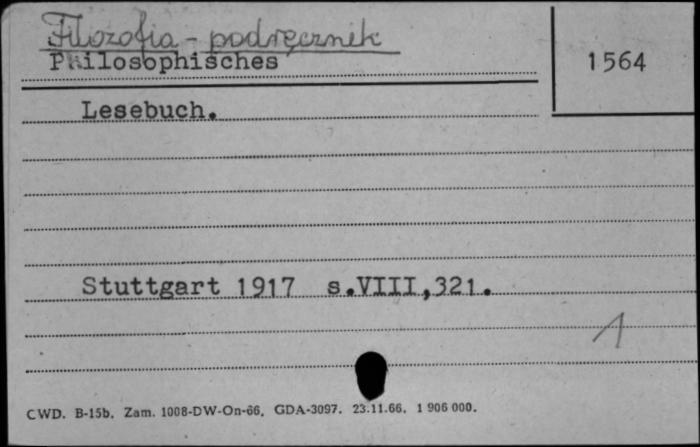 Filozofia - podręcznik
Philosophisches
1564
Lesebuch.
Stuttgart 1917 s.VIII,321.
1
CWD. B-15b. Zam. 1008-DW-On-66. GDA-3097. 23.11.66. 1 906 000.